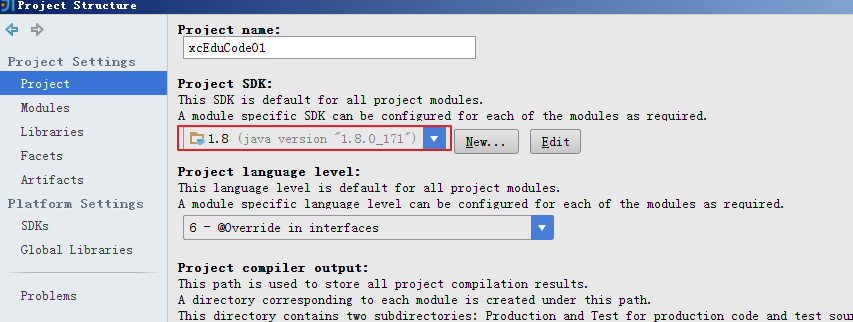 Project Structure
Project name:
xcEduCode01
Project Settings
Project
Modules
Libraries
Facets
Artifacts
Platform Settings
SDKs
Global Libraries
Problems
Project SDK:
This SDK is default for all project modules.
A module specific SDK can be configured for each of the modules as required.
1.8 (java version "1.8.0_171")
New...
Edit
Project language level:
This language level is default for all project modules.
A module specific language level can be configured for each of the modules as required.
6 - @Override in interfaces
Project compiler output:
This path is used to store all project compilation results.
A directory corresponding to each module is created under this path.
This directory contains two subdirectories: Production and Test for production code and test sour